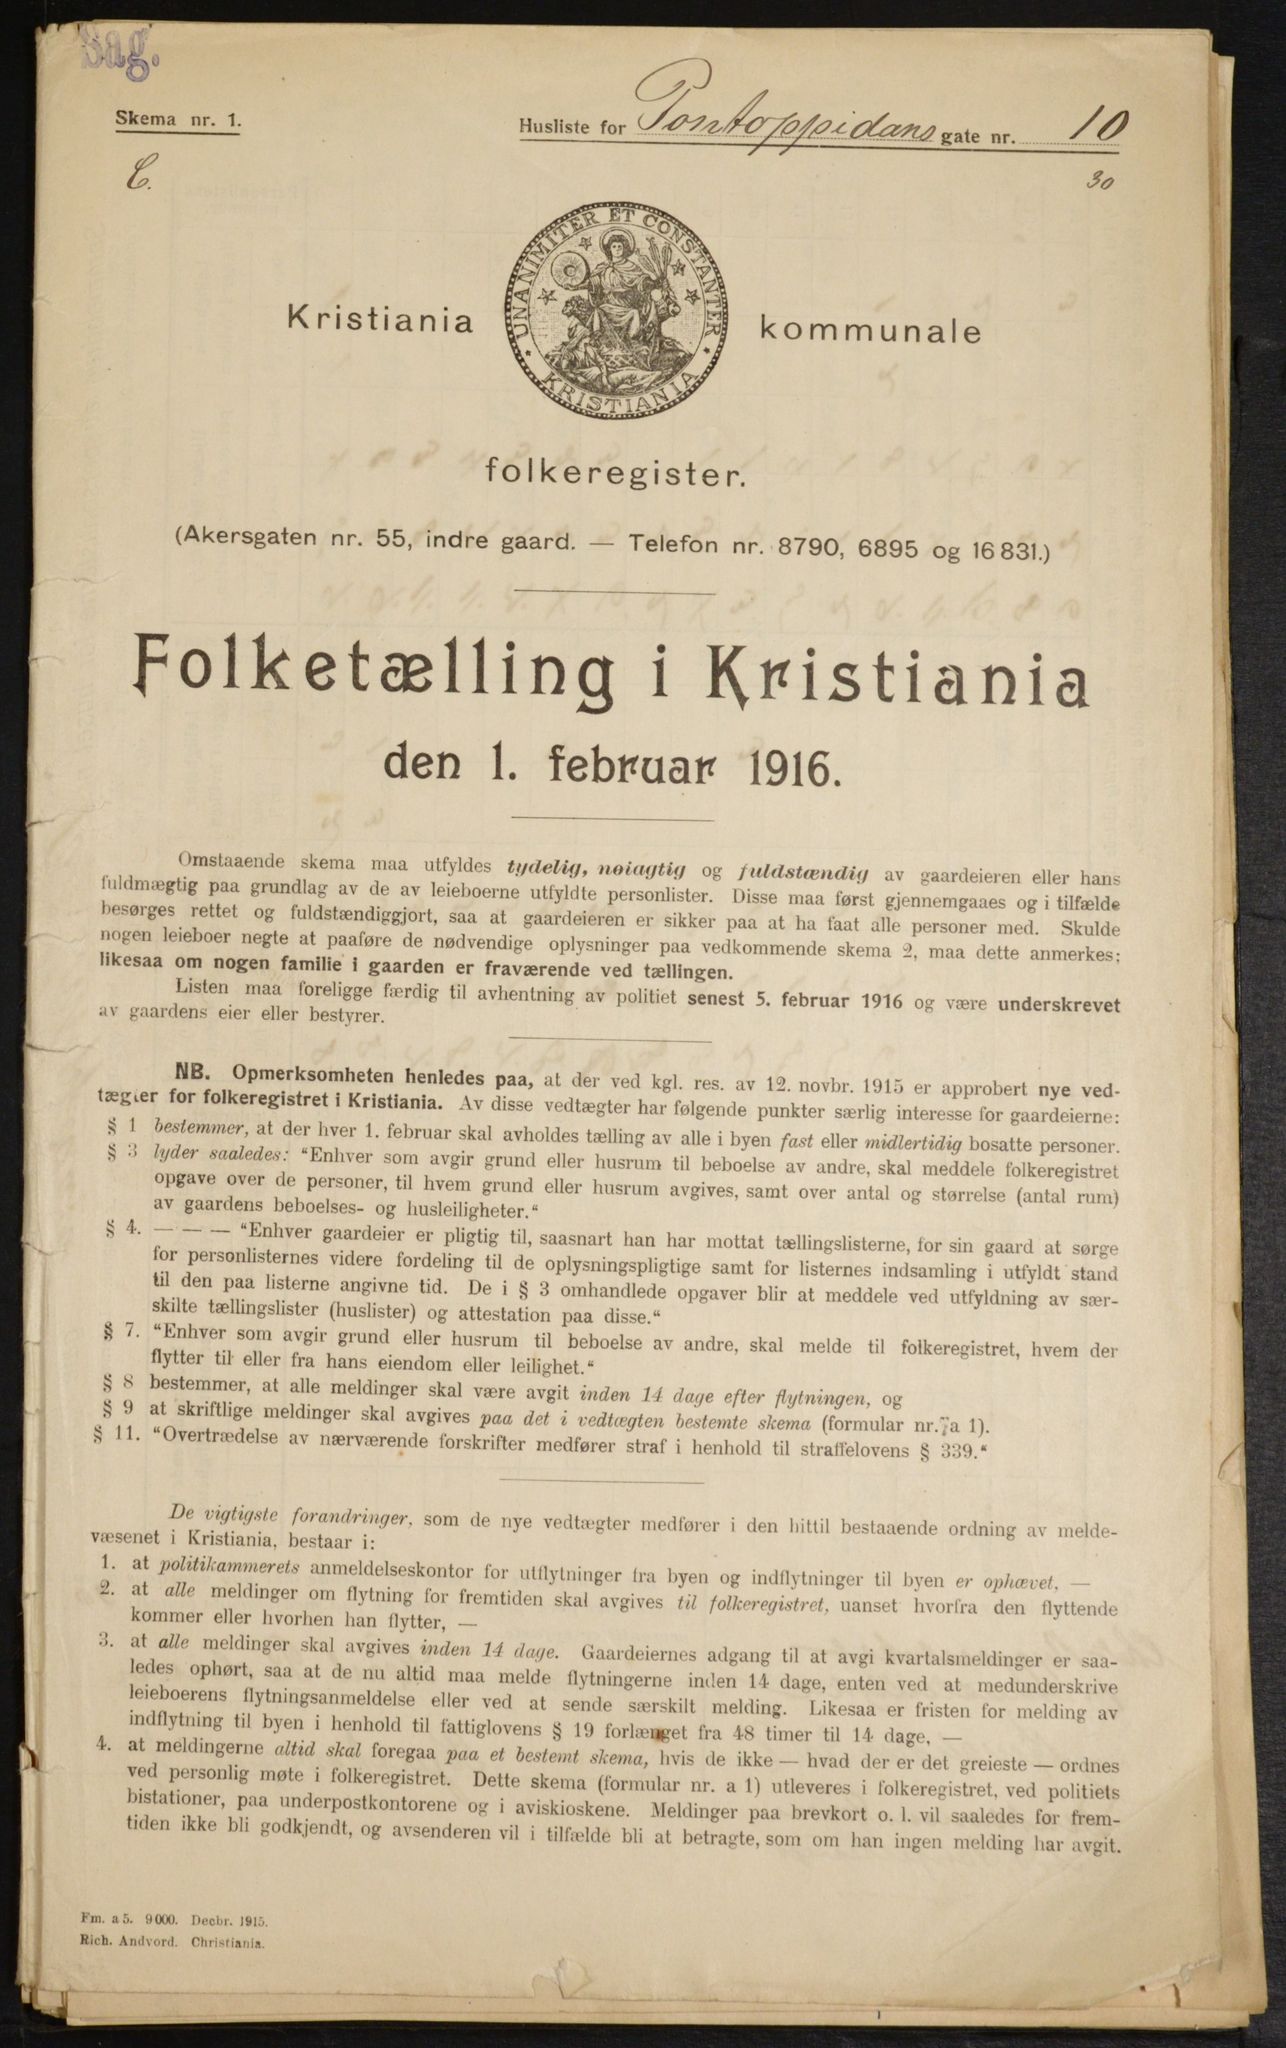 Sag.
Skema nr. 1.
Husliste for Pontoppidans gate nr. 10
C.
30
UNANIMITER ET CONSTANTER
KRISTIANIA
Kristiania kommunale
folkeregister.
(Akersgaten nr. 55, indre gaard. — Telefon nr. 8790, 6895 og 16 831.)
Folketælling i Kristiania
den 1. februar 1916.
Omstaaende skema maa utfyldes tydelig, nøiagtig og fuldstændig av gaardeieren eller hans
fuldmægtig paa grundlag av de av leieboerne utfyldte personlister. Disse maa først gjennemgaaes og i tilfælde
besørges rettet og fuldstændiggjort, saa at gaardeieren er sikker paa at ha faat alle personer med. Skulde
nogen leieboer negte at paaføre de nødvendige oplysninger paa vedkommende skema 2, maa dette anmerkes;
likesaa om nogen familie i gaarden er fraværende ved tællingen.
Listen maa foreligge færdig til avhentning av politiet senest 5. februar 1916 og være underskrevet
av gaardens eier eller bestyrer.
NB. Opmerksomheten henledes paa, at der ved kgl. res. av 12. novbr. 1915 er approbert nye ved-
tægter for folkeregistret i Kristiania. Av disse vedtægter har følgende punkter særlig interesse for gaardeierne:
§ 1 bestemmer, at der hver 1. februar skal avholdes tælling av alle i byen fast eller midlertidig bosatte personer.
§ 3 lyder saaledes: “Enhver som avgir grund eller husrum til beboelse av andre, skal meddele folkeregistret
opgave over de personer, til hvem grund eller husrum avgives, samt over antal og størrelse (antal rum)
av gaardens beboelses- og husleiligheter.“
§ 4. — — — “Enhver gaardeier er pligtig til, saasnart han har mottat tællingslisterne, for sin gaard at sørge
for personlisternes videre fordeling til de oplysningspligtige samt for listernes indsamling i utfyldt stand
til den paa listerne angivne tid. De i § 3 omhandlede opgaver blir at meddele ved utfyldning av sær-
skilte tællingslister (huslister) og attestation paa disse.“
§ 7. “Enhver som avgir grund eller husrum til beboelse av andre, skal melde til folkeregistret, hvem der
flytter til eller fra hans eiendom eller leilighet.“
§ 8 bestemmer, at alle meldinger skal være avgit inden 14 dage efter flytningen, og
§ 9 at skriftlige meldinger skal avgives paa det i vedtægten bestemte skema (formular nr. a 1).
§ 11. “Overtrædelse av nærværende forskrifter medfører straf i henhold til straffelovens § 339.“
De vigtigste forandringer, som de nye vedtægter medfører i den hittil bestaaende ordning av melde-
væsenet i Kristiania, bestaar i:
1. at politikammerets anmeldelseskontor for utflytninger fra byen og indflytninger til byen er ophævet, —
2. at alle meldinger om flytning for fremtiden skal avgives til folkeregistret, uanset hvorfra den flyttende
kommer eller hvorhen han flytter, —
3. at alle meldinger skal avgives inden 14 dage. Gaardeiernes adgang til at avgi kvartalsmeldinger er saa-
ledes ophørt, saa at de nu altid maa melde flytningerne inden 14 dage, enten ved at medunderskrive
leieboerens flytningsanmeldelse eller ved at sende særskilt melding. Likesaa er fristen for melding av
indflytning til byen i henhold til fattiglovens § 19 forlænget fra 48 timer til 14 dage, —
4. at meldingerne altid skal foregaa paa et bestemt skema, hvis de ikke — hvad der er det greieste — ordnes
ved personlig møte i folkeregistret. Dette skema (formular nr. a 1) utleveres i folkeregistret, ved politiets
bistationer, paa underpostkontorene og i aviskioskene. Meldinger paa brevkort o. l. vil saaledes for frem-
tiden ikke bli godkjendt, og avsenderen vil i tilfælde bli at betragte, som om han ingen melding har avgit.
Fm. a 5. 9 000. Decbr. 1915.
Rich. Andvord. Christiania.